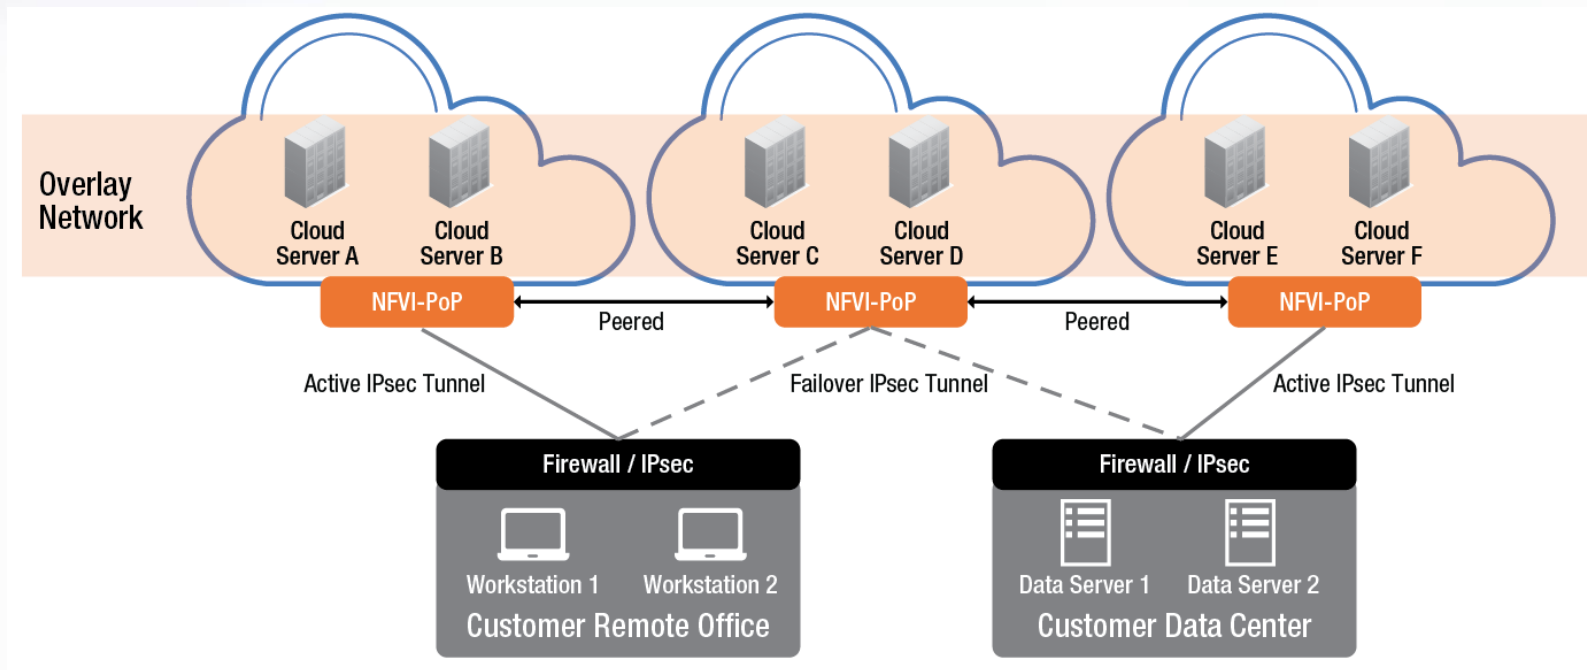 Overlay
Network
Cloud
Server A
Cloud
Server B
Cloud
Server C
Cloud
Server D
Cloud
Server E
Cloud
Server F
NFVI-PoP
Peered
NFVI-PoP
Peered
NFVI-PoP
Active IPsec Tunnel
Failover IPsec Tunnel
Active IPsec Tunnel
Firewall / IPsec
Workstation 1
Workstation 2
Customer Remote Office
Firewall / IPsec
Data Server 1
Data Server 2
Customer Data Center